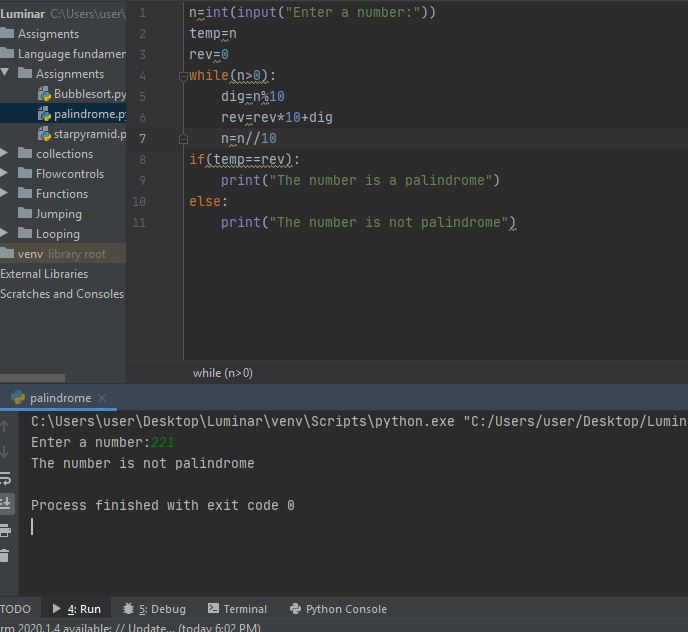 Luminar C:\Users\user\
Assigments
Language fundamer
Assignments
Bubblesort.py
palindrome.py
starpyramid.p
collections
Flowcontrols
Functions
Jumping
Looping
venv library root
External Libraries
Scratches and Consoles
1 n=int(input("Enter a number:"))
2 temp=n
3 rev=0
4 while(n>0):
5 dig=n%10
6 rev=rev*10+dig
7 n=n//10
8 if(temp==rev):
9 print("The number is a palindrome")
10 else:
11 print("The number is not palindrome")
while (n>0)
palindrome
C:\Users\user\Desktop\Luminar\venv\Scripts\python.exe "C:/Users/user/Desktop/Lumina
Enter a number:221
The number is not palindrome
Process finished with exit code 0
TODO 4: Run 5: Debug Terminal Python Console
rm 2020.1.4 available: // Update... (today 6:02 PM)